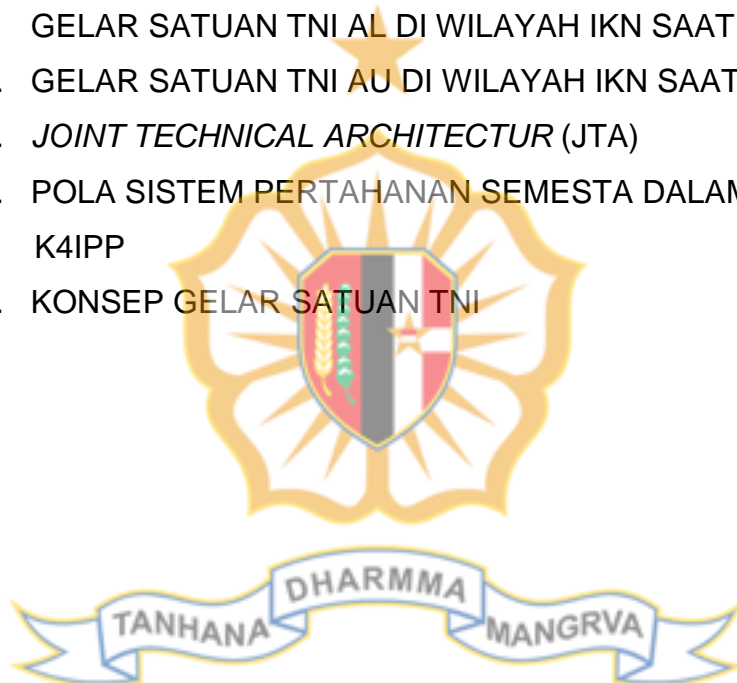 GELAR SATUAN TNI AL DI WILAYAH IKN SAAT
. GELAR SATUAN TNI AU DI WILAYAH IKN SAAT
. JOINT TECHNICAL ARCHITECTUR (JTA)
. POLA SISTEM PERTAHANAN SEMESTA DALAM
K4IPP
. KONSEP GELAR SATUAN TNI
TANHANA DHARMMA MANGRVA